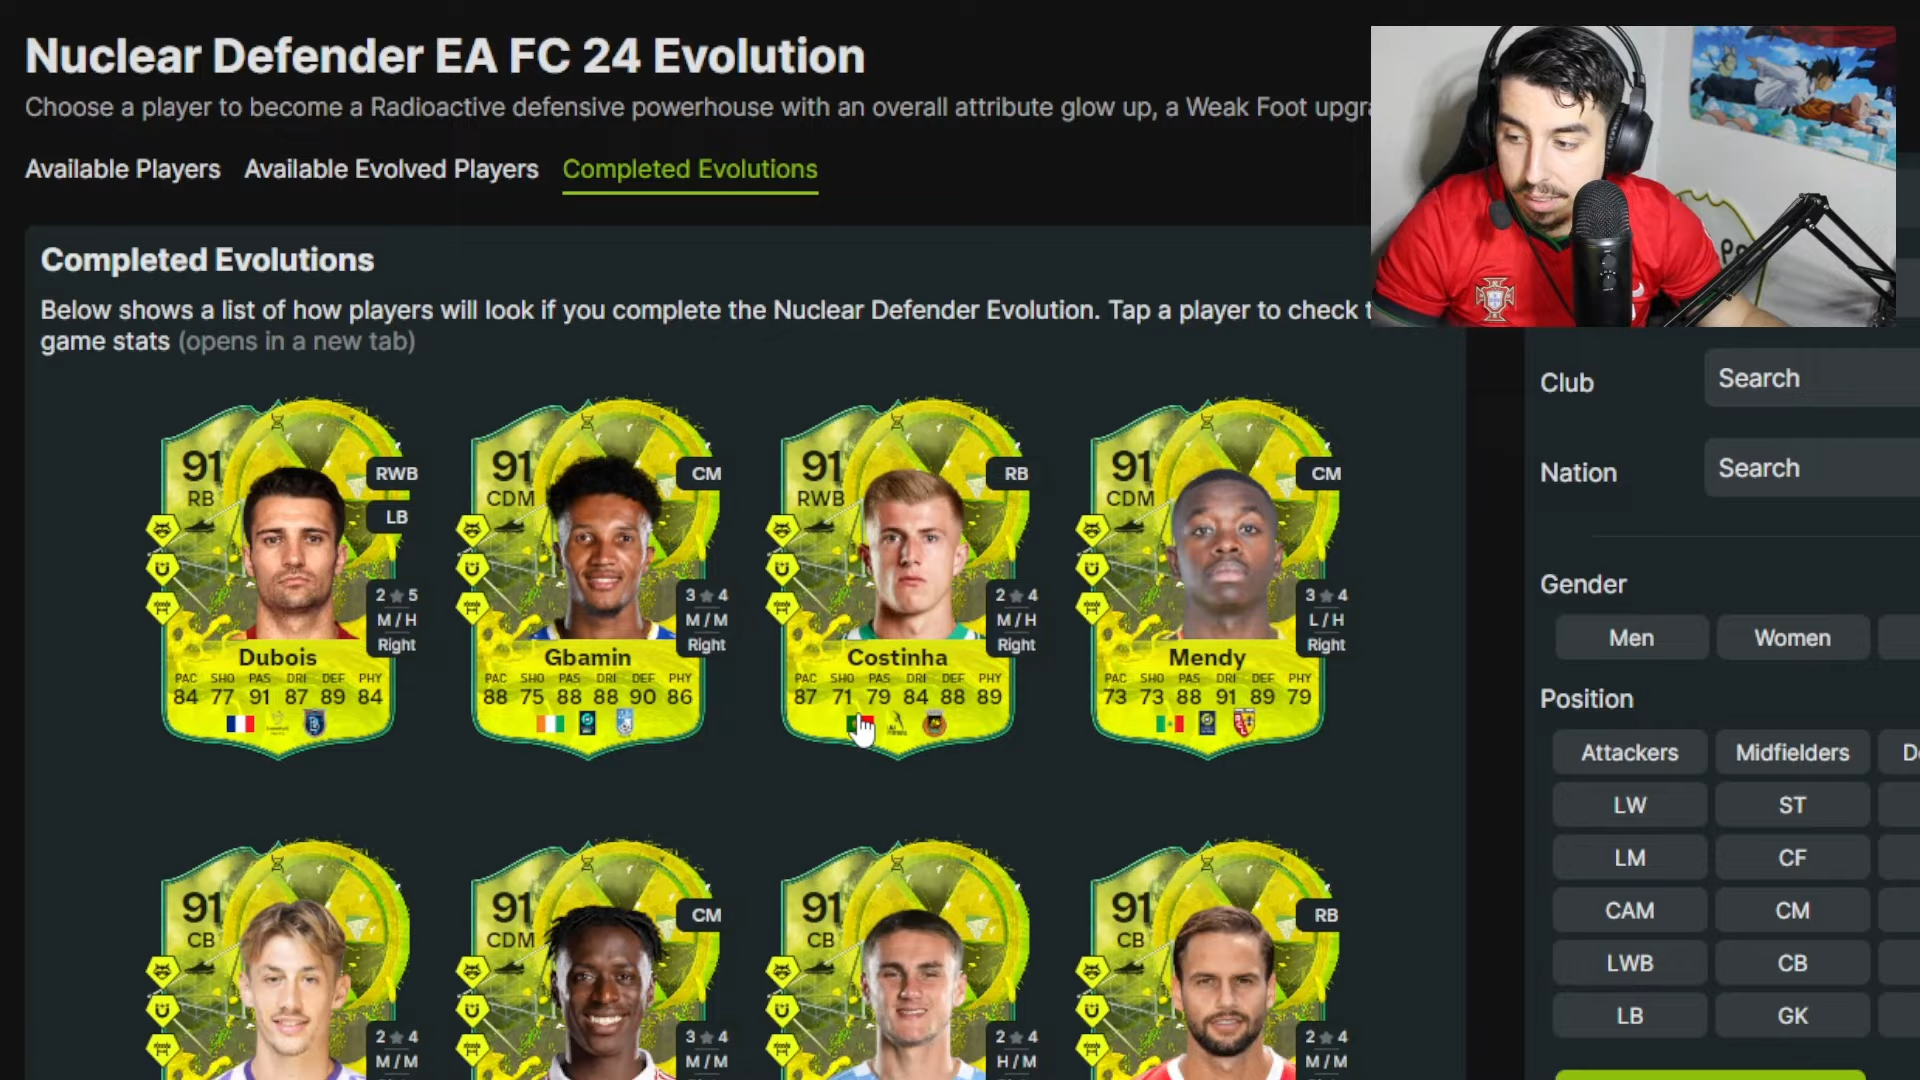 Nuclear Defender EA FC 24 Evolution
Choose a player to become a Radioactive defensive powerhouse with an overall attribute glow up, a Weak Foot upgra
Available Players Available Evolved Players Completed Evolutions
Completed Evolutions
Below shows a list of how players will look if you complete the Nuclear Defender Evolution. Tap a player to check t
game stats (opens in a new tab)
91
RB
RWB
LB
2 ★ 5
M / H
Right
Dubois
PAC SHO PAS DRI DEF PHY
84 77 91 87 89 84
91
CDM
CM
3 ★ 4
M / M
Right
Gbamin
PAC SHO PAS DRI DEF PHY
88 75 88 88 90 86
91
RWB
RB
2 ★ 4
M / H
Right
Costinha
PAC SHO PAS DRI DEF PHY
87 71 79 84 88 89
91
CDM
CM
3 ★ 4
L / H
Right
Mendy
PAC SHO PAS DRI DEF PHY
73 73 88 91 89 79
91
CB
2 ★ 4
M / M
91
CDM
CM
3 ★ 4
M / M
91
CB
2 ★ 4
H / M
91
CB
RB
2 ★ 4
M / M
Club Search
Nation Search
Gender
Men Women
Position
Attackers Midfielders D
LW ST
LM CF
CAM CM
LWB CB
LB GK